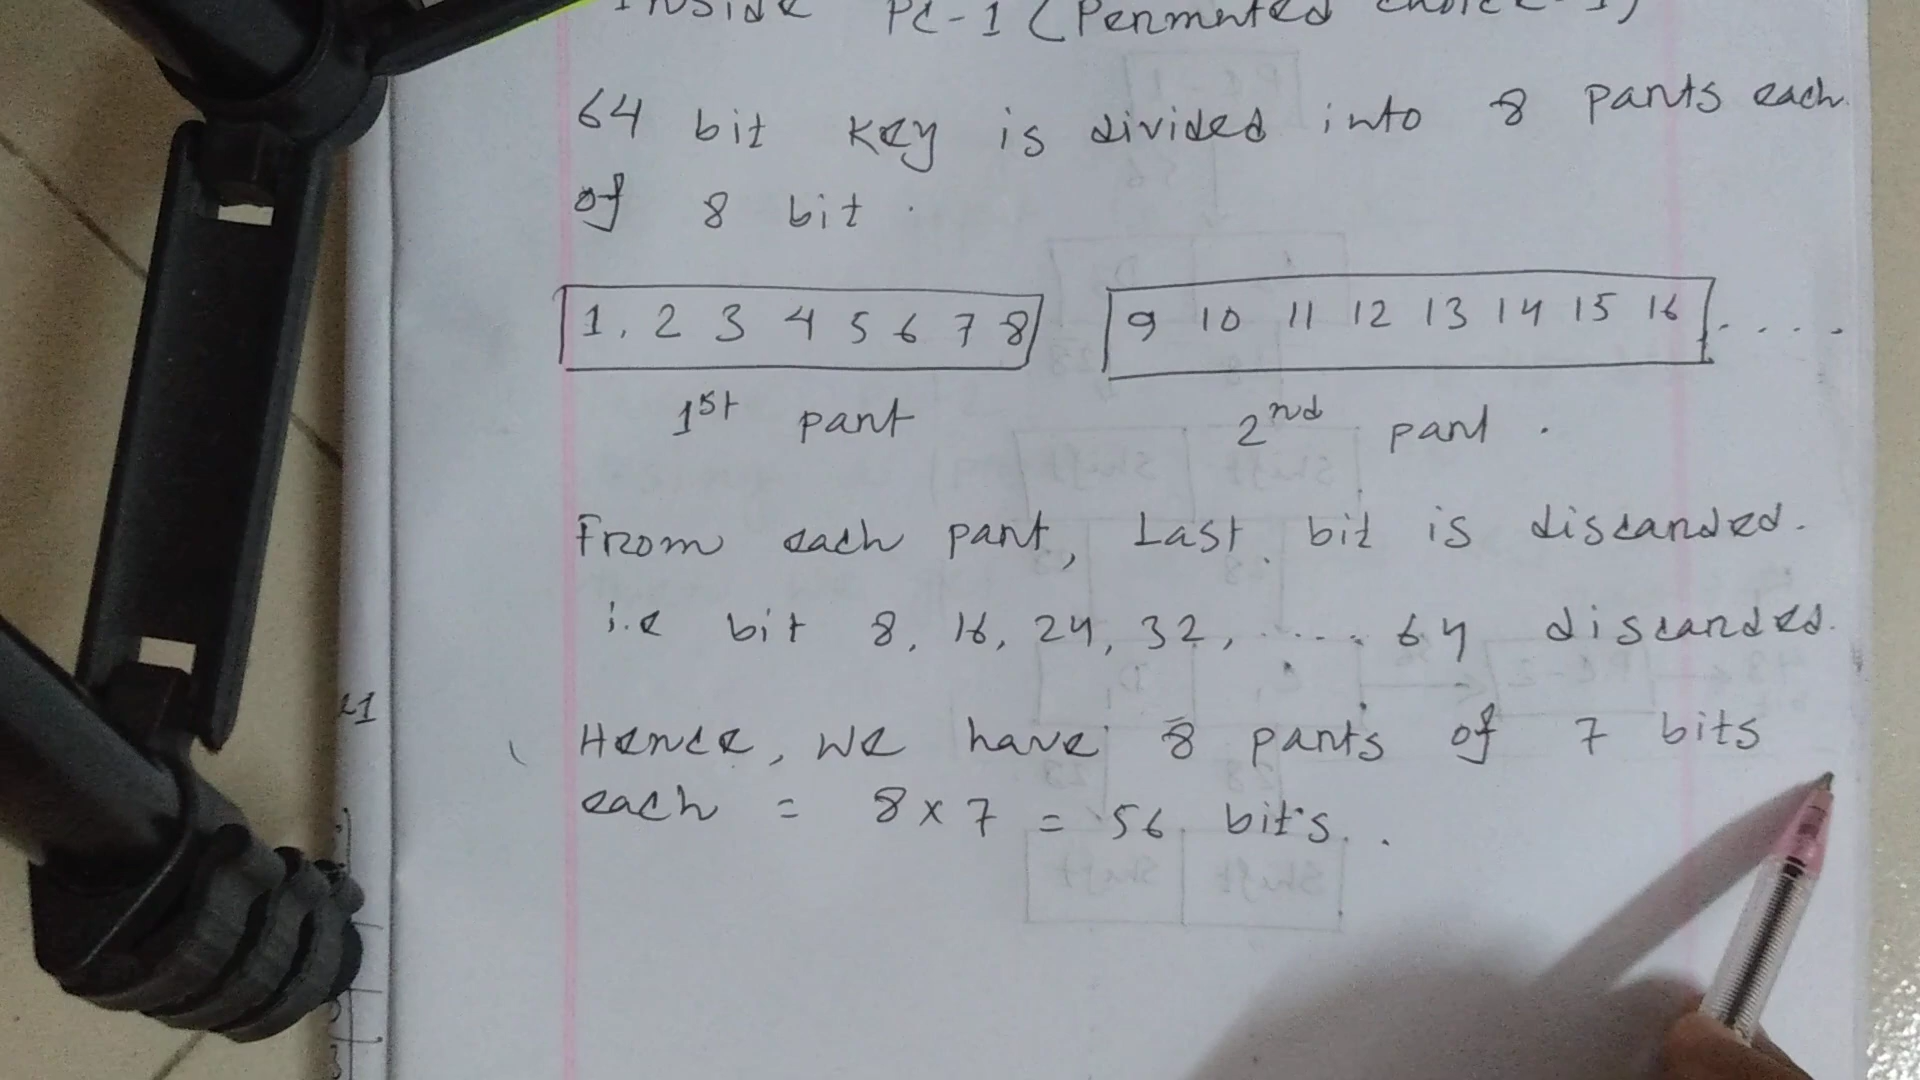 Inside PC-1 (Permuted choice-1)
64 bit key is divided into 8 parts each
of 8 bit.
1, 2 3 4 5 6 7 8 9 10 11 12 13 14 15 16 .....
1st part 2nd part.
From each part, Last bit is discarded.
i.e bit 8, 16, 24, 32, ..... 64 discarded.
Hence, we have 8 parts of 7 bits
each = 8 x 7 = 56 bits.